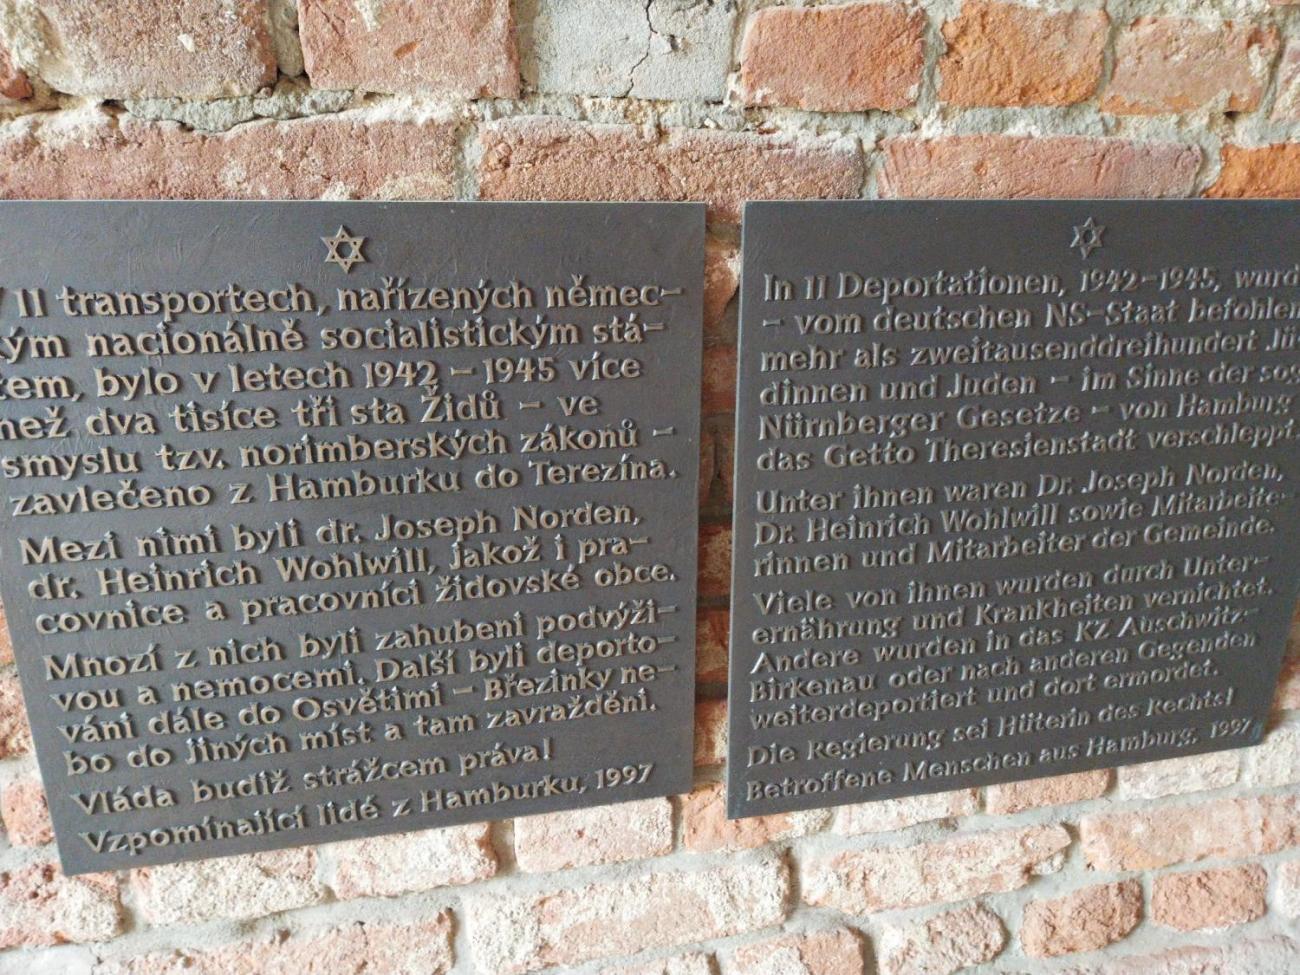 V 11 transportech, nařízených němec-
kým nacionálně socialistickým stá-
tem, bylo v letech 1942 – 1945 více
než dva tisíce tři sta Židů – ve
smyslu tzv. norimberských zákonů –
zavlečeno z Hamburku do Terezína.
Mezi nimi byli dr. Joseph Norden,
dr. Heinrich Wohlwill, jakož i pra-
covnice a pracovníci židovské obce.
Mnozí z nich byli zahubeni podvýži-
vou a nemocemi. Další byli deporto-
váni dále do Osvětimi – Březinky ne-
bo do jiných míst a tam zavražděni.
Vláda budiž strážcem práva!
Vzpomínající lidé z Hamburku, 1997
In 11 Deportationen, 1942–1945, wurd
– vom deutschen NS-Staat befohlen
mehr als zweitausenddreihundert Jü-
dinnen und Juden – im Sinne der sog
Nürnberger Gesetze – von Hamburg
das Getto Theresienstadt verschleppt.
Unter ihnen waren Dr. Joseph Norden,
Dr. Heinrich Wohlwill sowie Mitarbeite-
rinnen und Mitarbeiter der Gemeinde.
Viele von ihnen wurden durch Unter-
ernährung und Krankheiten vernichtet.
Andere wurden in das KZ Auschwitz-
Birkenau oder nach anderen Gegenden
weiterdeportiert und dort ermordet.
Die Regierung sei Hüterin des Rechts!
Betroffene Menschen aus Hamburg, 1997